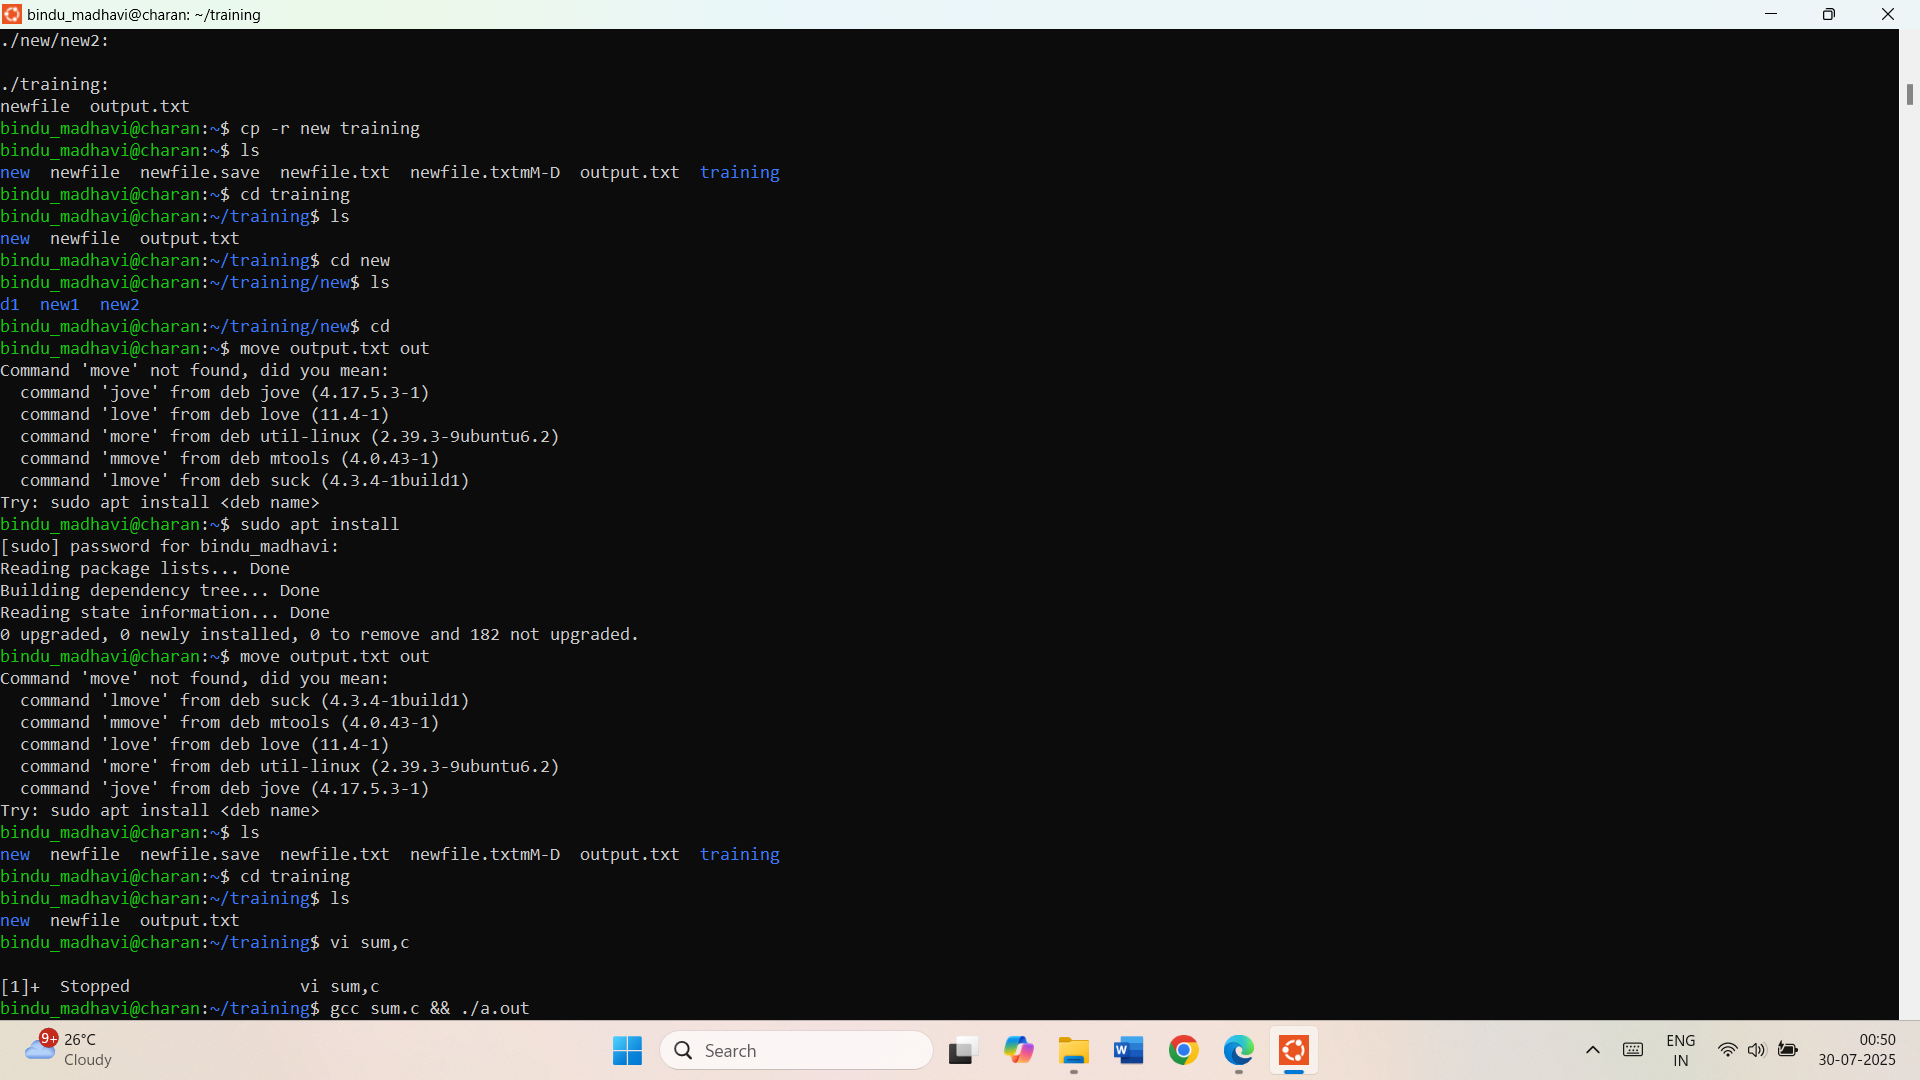 bindu_madhavi@charan: ~/training
./new/new2:
./training:
newfile  output.txt
bindu_madhavi@charan:~$ cp -r new training
bindu_madhavi@charan:~$ ls
new  newfile  newfile.save  newfile.txt  newfile.txtmM-D  output.txt  training
bindu_madhavi@charan:~$ cd training
bindu_madhavi@charan:~/training$ ls
new  newfile  output.txt
bindu_madhavi@charan:~/training$ cd new
bindu_madhavi@charan:~/training/new$ ls
d1  new1  new2
bindu_madhavi@charan:~/training/new$ cd
bindu_madhavi@charan:~$ move output.txt out
Command 'move' not found, did you mean:
  command 'jove' from deb jove (4.17.5.3-1)
  command 'love' from deb love (11.4-1)
  command 'more' from deb util-linux (2.39.3-9ubuntu6.2)
  command 'mmove' from deb mtools (4.0.43-1)
  command 'lmove' from deb suck (4.3.4-1build1)
Try: sudo apt install <deb name>
bindu_madhavi@charan:~$ sudo apt install
[sudo] password for bindu_madhavi:
Reading package lists... Done
Building dependency tree... Done
Reading state information... Done
0 upgraded, 0 newly installed, 0 to remove and 182 not upgraded.
bindu_madhavi@charan:~$ move output.txt out
Command 'move' not found, did you mean:
  command 'lmove' from deb suck (4.3.4-1build1)
  command 'mmove' from deb mtools (4.0.43-1)
  command 'love' from deb love (11.4-1)
  command 'more' from deb util-linux (2.39.3-9ubuntu6.2)
  command 'jove' from deb jove (4.17.5.3-1)
Try: sudo apt install <deb name>
bindu_madhavi@charan:~$ ls
new  newfile  newfile.save  newfile.txt  newfile.txtmM-D  output.txt  training
bindu_madhavi@charan:~$ cd training
bindu_madhavi@charan:~/training$ ls
new  newfile  output.txt
bindu_madhavi@charan:~/training$ vi sum,c
[1]+  Stopped                 vi sum,c
bindu_madhavi@charan:~/training$ gcc sum.c && ./a.out
9+
26°C
Cloudy
Search
ENG
IN
00:50
30-07-2025